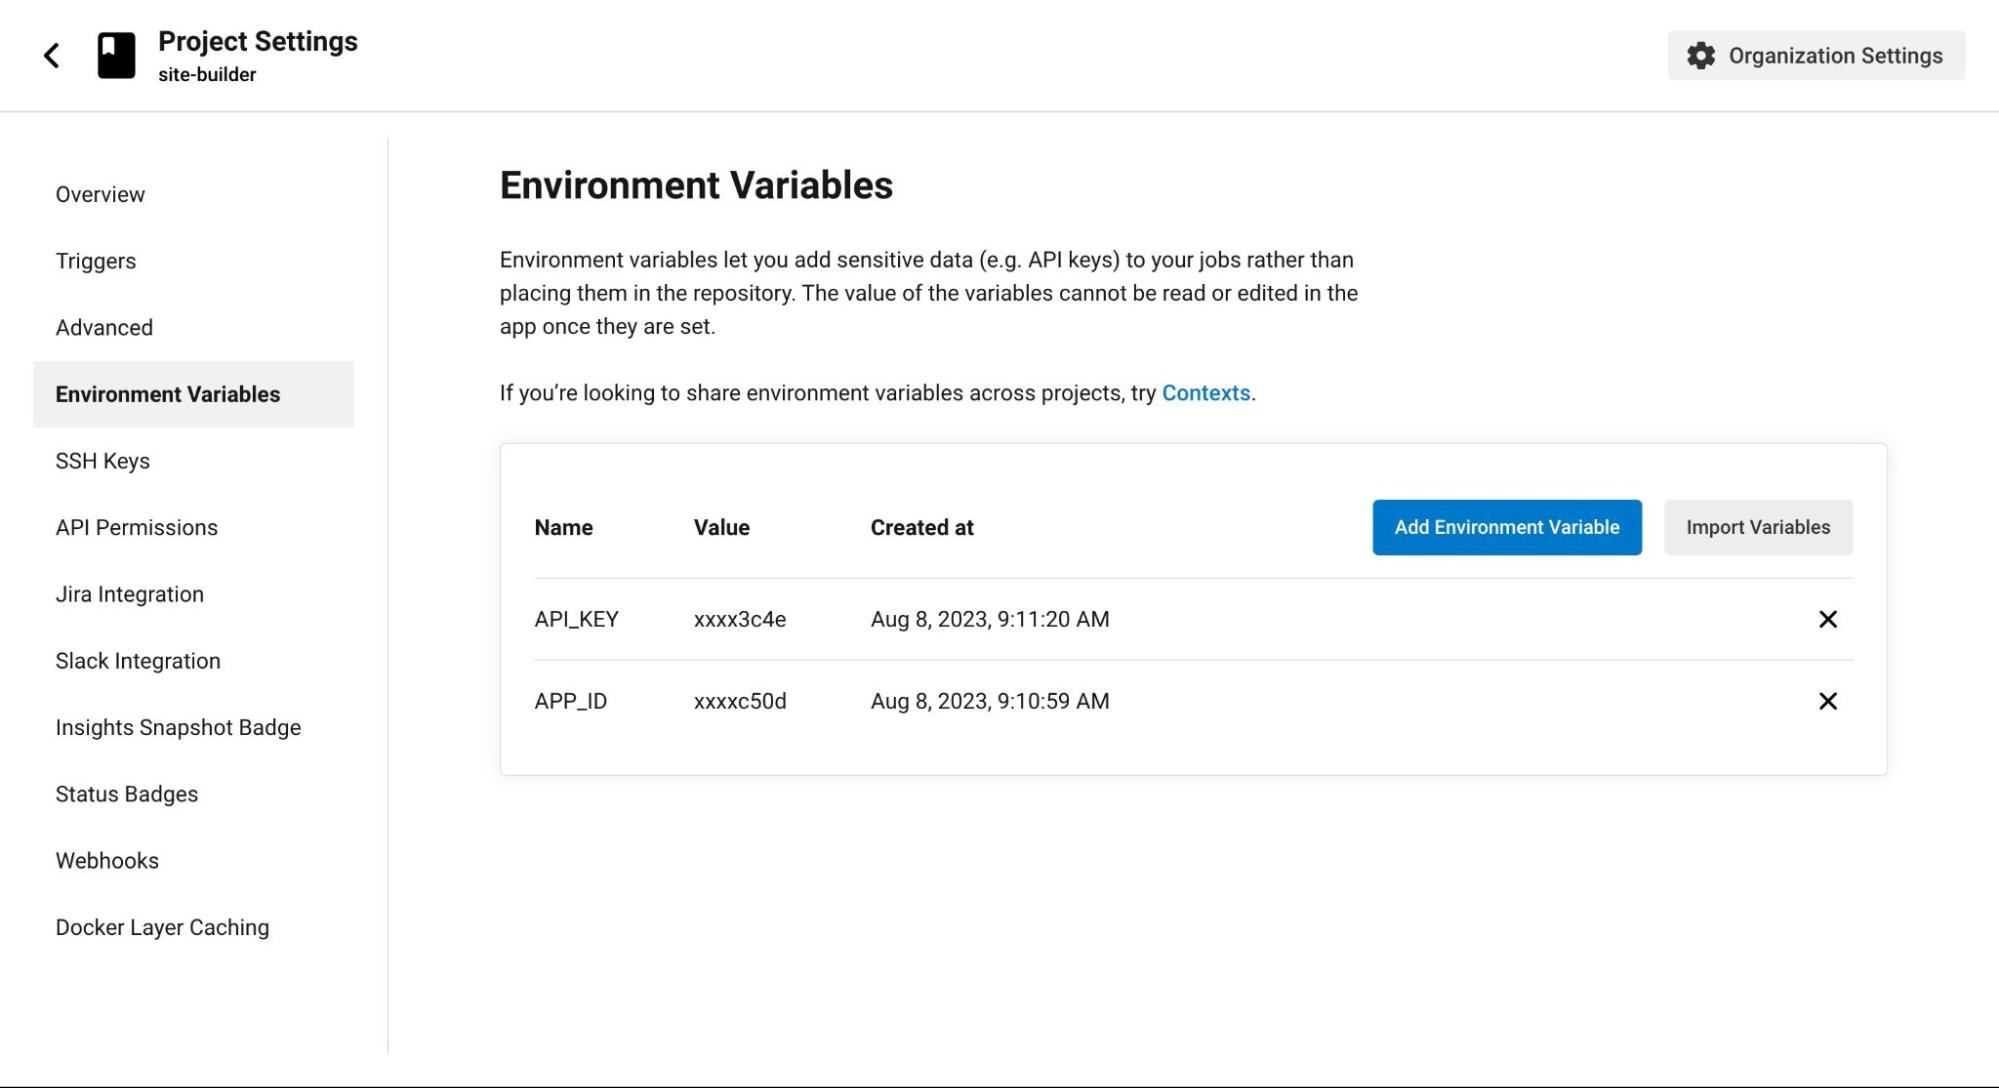 Project Settings
site-builder
Organization Settings
Overview
Triggers
Advanced
Environment Variables
SSH Keys
API Permissions
Jira Integration
Slack Integration
Insights Snapshot Badge
Status Badges
Webhooks
Docker Layer Caching
Environment Variables
Environment variables let you add sensitive data (e.g. API keys) to your jobs rather than
placing them in the repository. The value of the variables cannot be read or edited in the
app once they are set.
If you’re looking to share environment variables across projects, try Contexts.
Name Value Created at Add Environment Variable Import Variables
API_KEY xxxx3c4e Aug 8, 2023, 9:11:20 AM
APP_ID xxxxc50d Aug 8, 2023, 9:10:59 AM